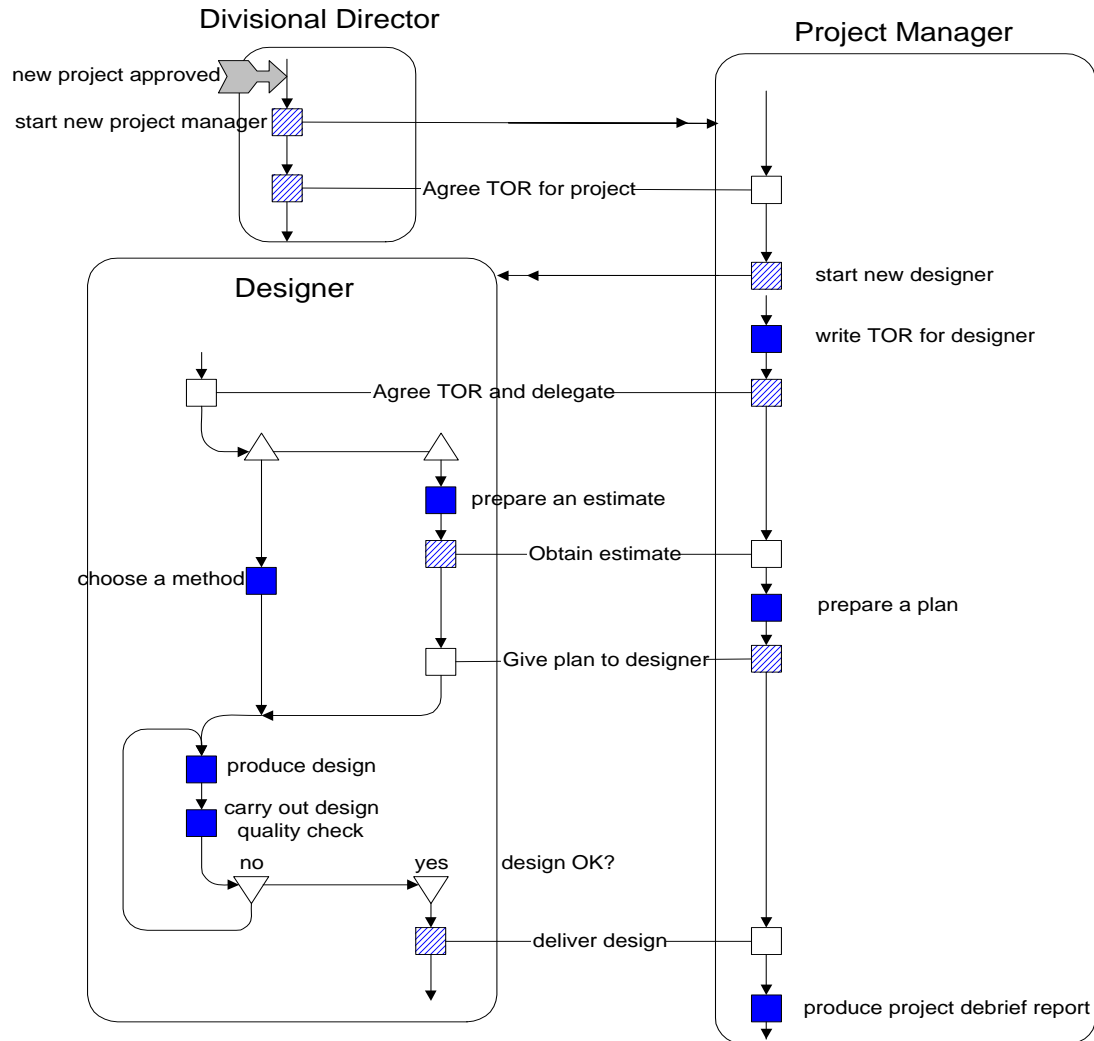 Divisional Director
Project Manager
new project approved
start new project manager
Agree TOR for project
start new designer
Designer
write TOR for designer
Agree TOR and delegate
prepare an estimate
Obtain estimate
choose a method
prepare a plan
Give plan to designer
produce design
carry out design
quality check
no
yes
design OK?
deliver design
produce project debrief report